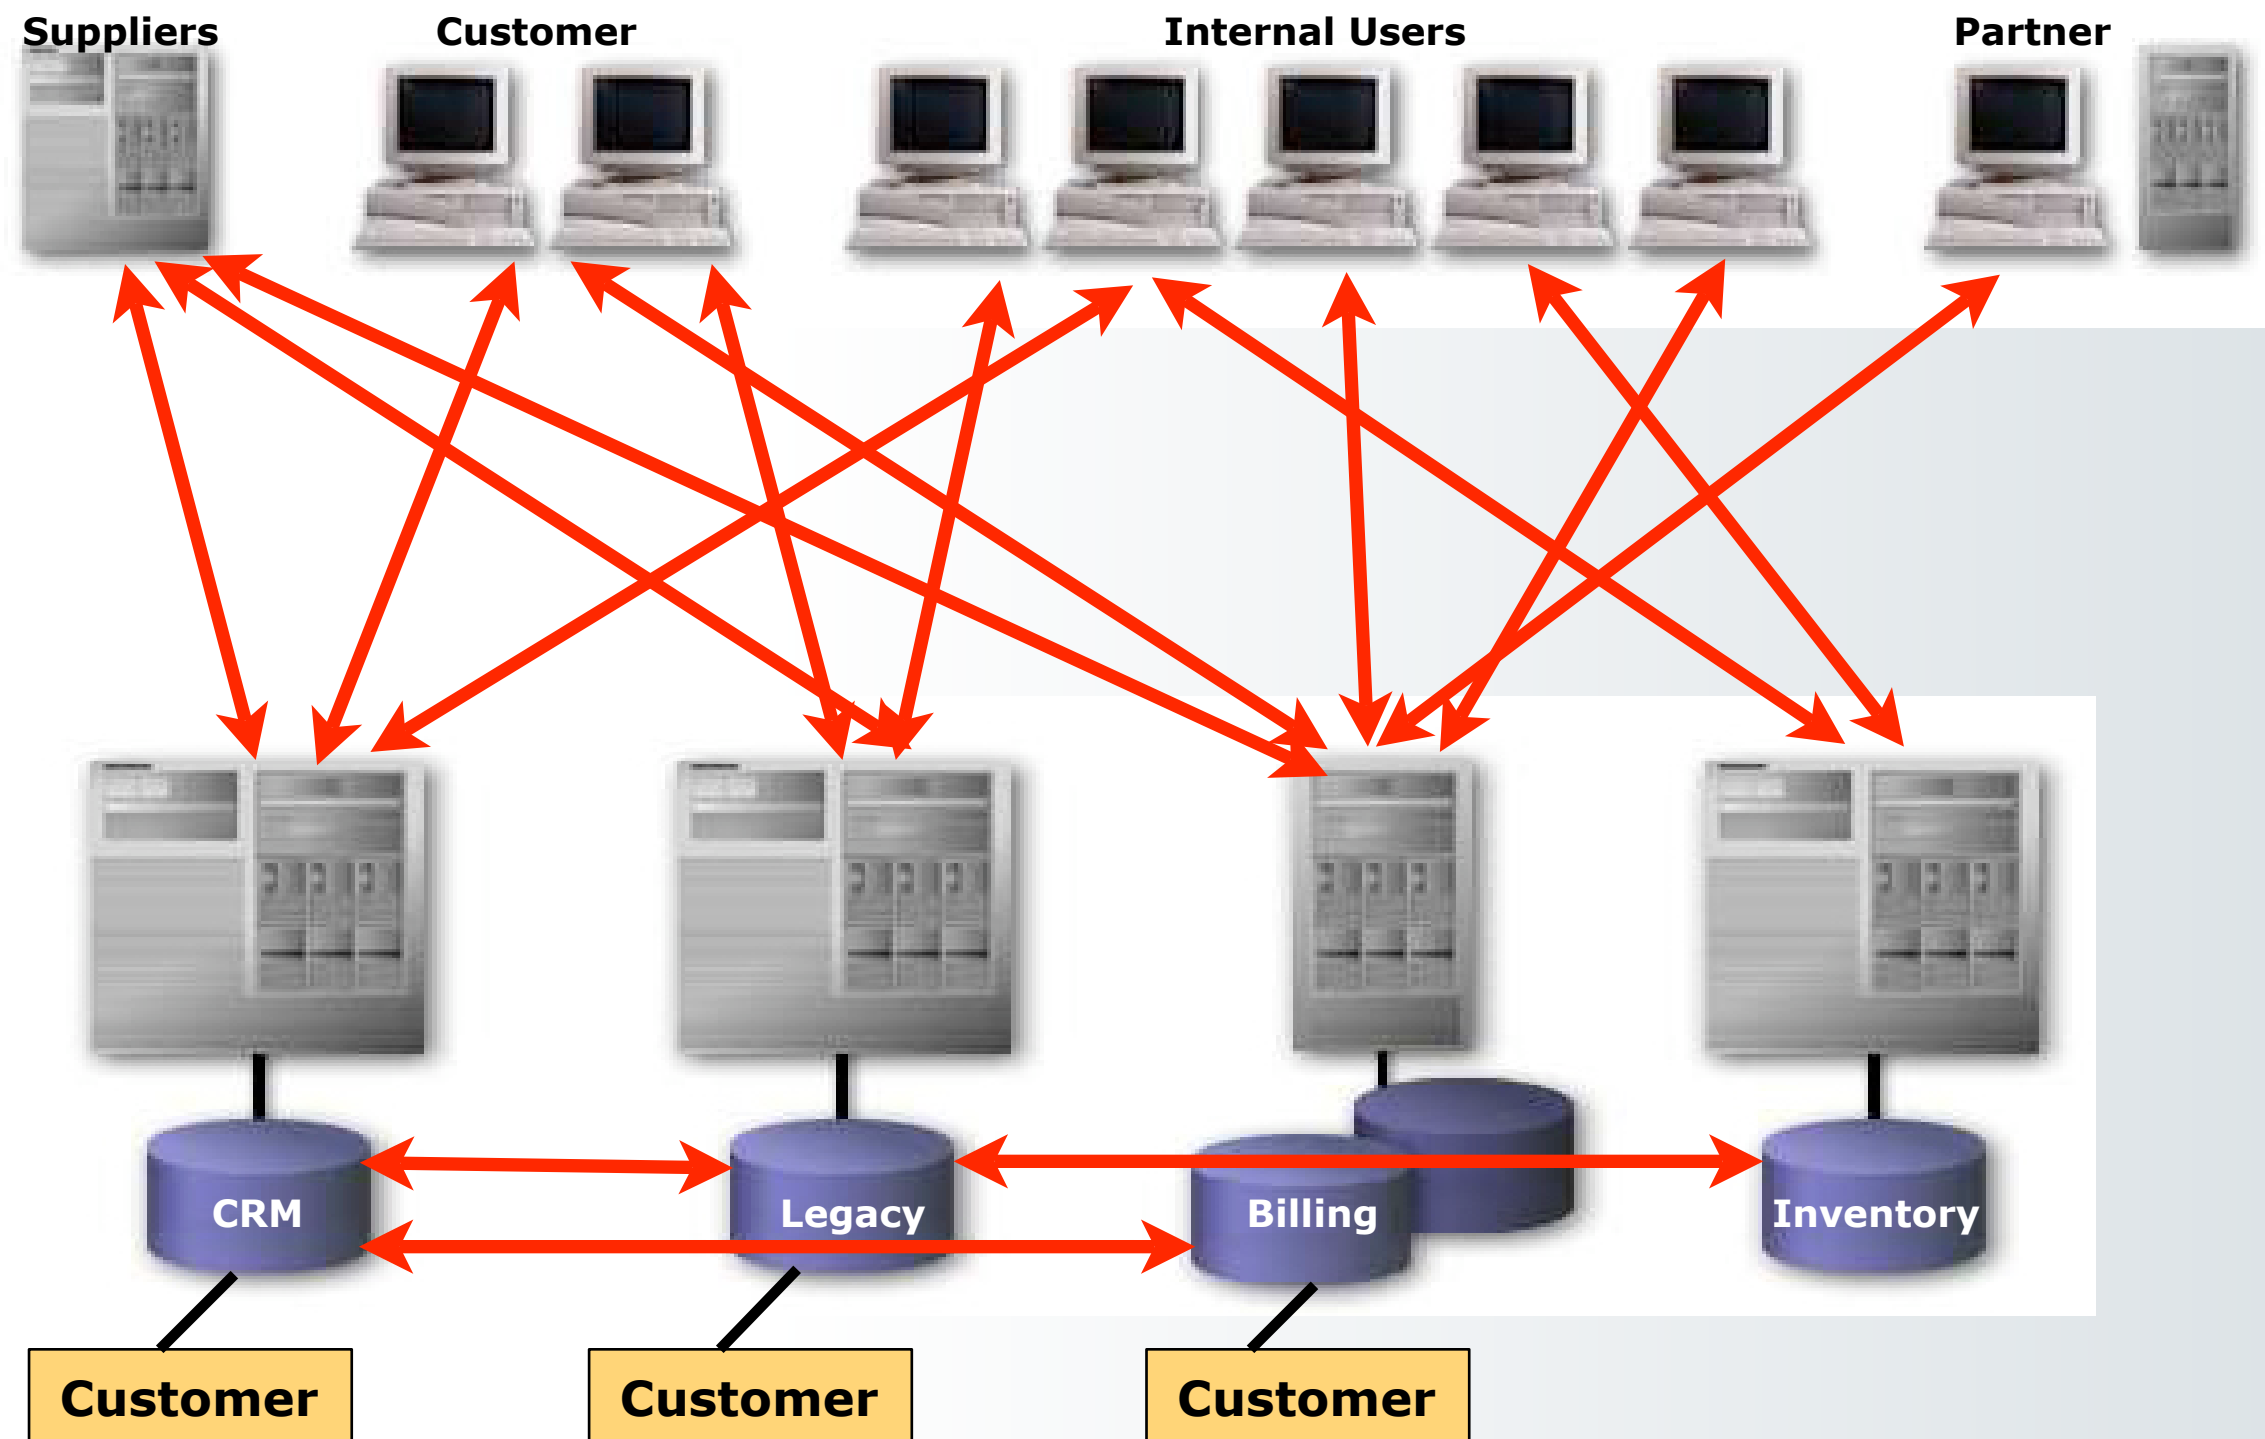 Suppliers
Customer
Internal Users
Partner
CRM
Legacy
Billing
Inventory
Customer
Customer
Customer